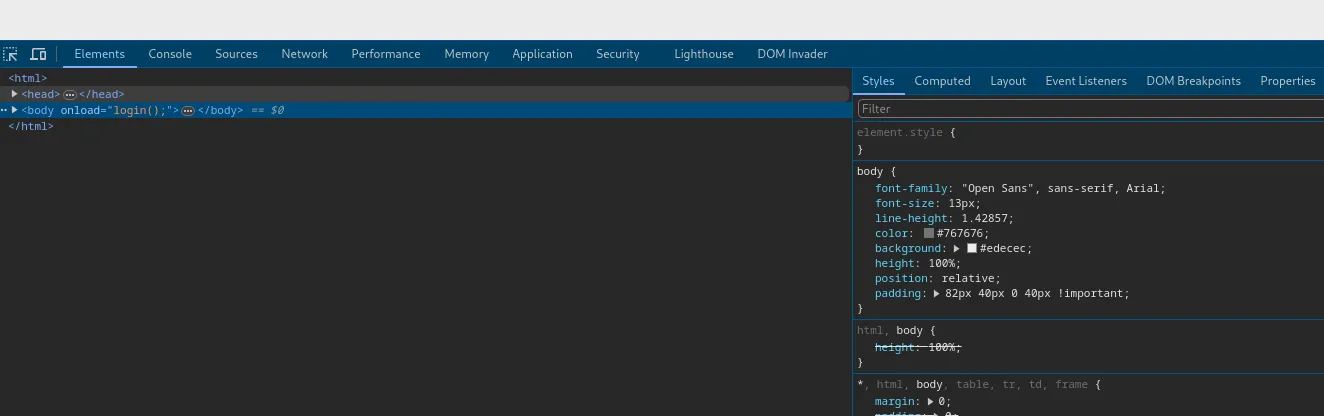 Elements Console Sources Network Performance Memory Application Security Lighthouse DOM Invader
<html>
<head> ··· </head>
<body onload="login();"> ··· </body> == $0
</html>
Styles Computed Layout Event Listeners DOM Breakpoints Properties
Filter
element.style {
}
body {
font-family: "Open Sans", sans-serif, Arial;
font-size: 13px;
line-height: 1.42857;
color: #767676;
background: #edecec;
height: 100%;
position: relative;
padding: 82px 40px 0 40px !important;
}
html, body {
height: 100%;
}
*, html, body, table, tr, td, frame {
margin: 0;
padding: 0;